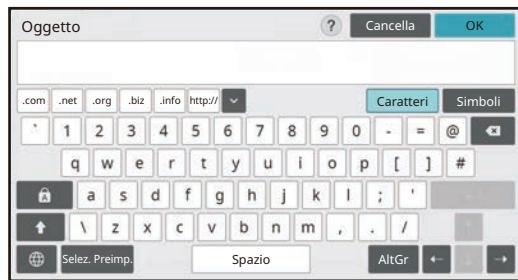 Oggetto ? Cancella OK
.com .net .org .biz .info http:// Caratteri Simboli
` 1 2 3 4 5 6 7 8 9 0 - = @
q w e r t y u i o p [ ] #
A a s d f g h j k l ; '
\ z x c v b n m , . /
Selez. Preimp. Spazio AltGr ← ↓ →